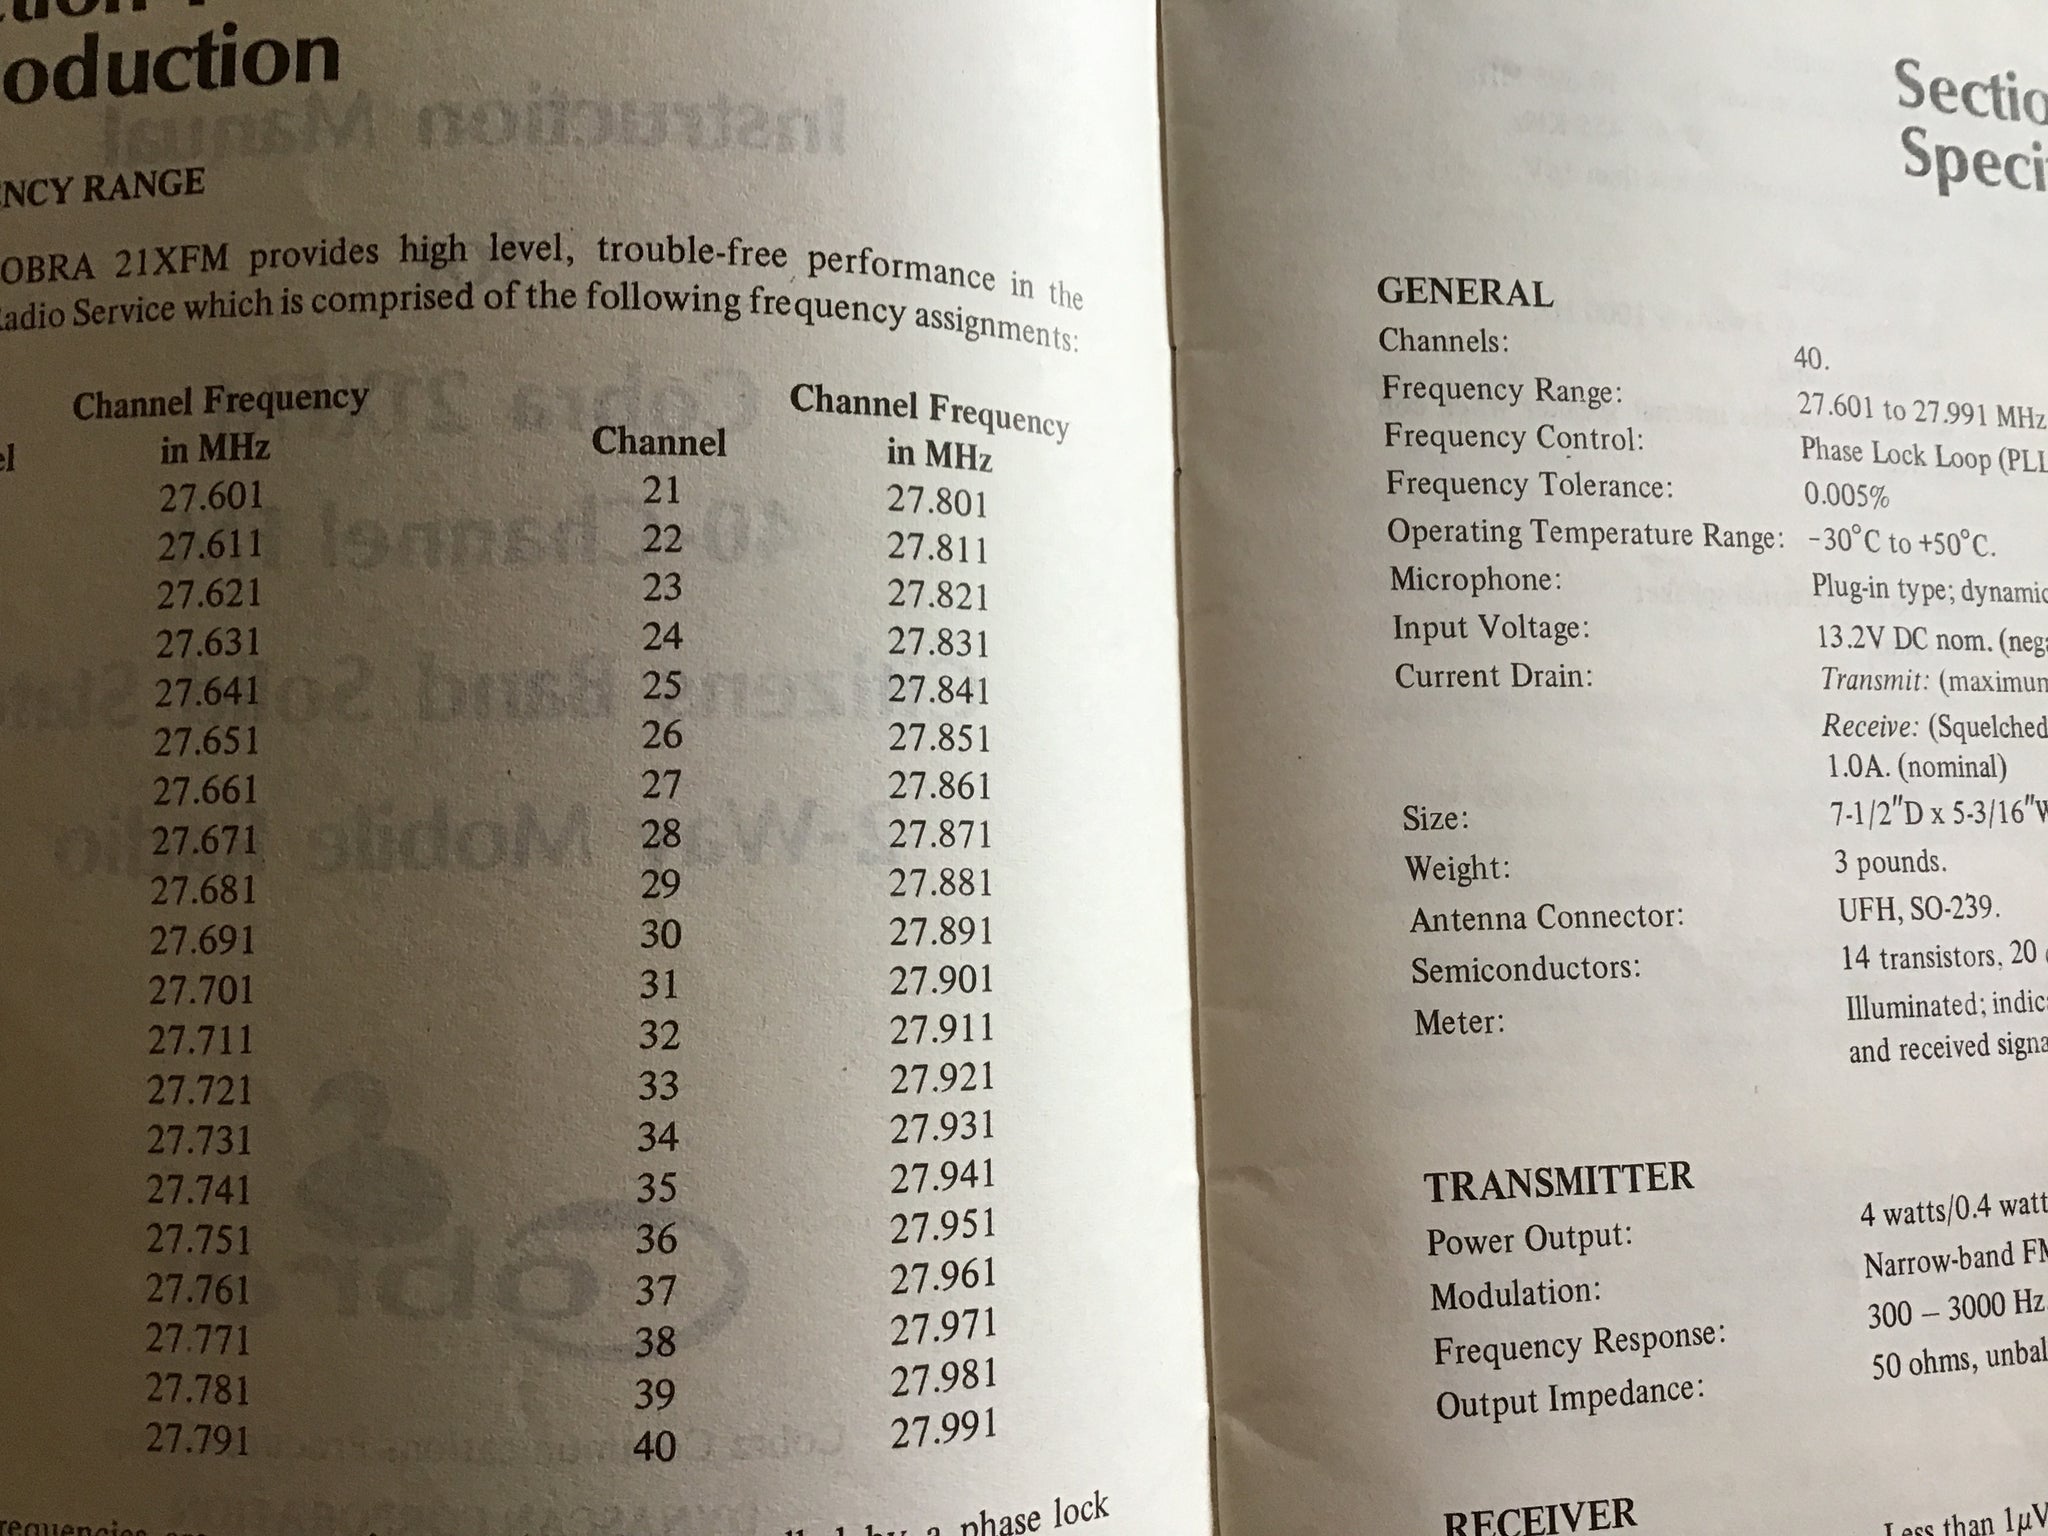 oduction
NCY RANGE
OBRA 21XFM provides high level, trouble-free performance in the
adio Service which is comprised of the following frequency assignments:
Channel Frequency Channel Frequency
el in MHz Channel in MHz
27.601 21 27.801
27.611 22 27.811
27.621 23 27.821
27.631 24 27.831
27.641 25 27.841
27.651 26 27.851
27.661 27 27.861
27.671 28 27.871
27.681 29 27.881
27.691 30 27.891
27.701 31 27.901
27.711 32 27.911
27.721 33 27.921
27.731 34 27.931
27.741 35 27.941
27.751 36 27.951
27.761 37 27.961
27.771 38 27.971
27.781 39 27.981
27.791 40 27.991
by a phase lock
Sectio
Speci
GENERAL
Channels: 40.
Frequency Range: 27.601 to 27.991 MHz
Frequency Control: Phase Lock Loop (PLL
Frequency Tolerance: 0.005%
Operating Temperature Range: -30°C to +50°C.
Microphone: Plug-in type; dynamic
Input Voltage: 13.2V DC nom. (neg
Current Drain: Transmit: (maximum
Receive: (Squelched
1.0A. (nominal)
Size: 7-1/2"D x 5-3/16"W
Weight: 3 pounds.
Antenna Connector: UFH, SO-239.
Semiconductors: 14 transistors, 20
Meter: Illuminated; indic
and received signa
TRANSMITTER
Power Output: 4 watts/0.4 watt
Modulation: Narrow-band FM
Frequency Response: 300 – 3000 Hz
Output Impedance: 50 ohms, unbal
RECEIVER
Less than 1µV